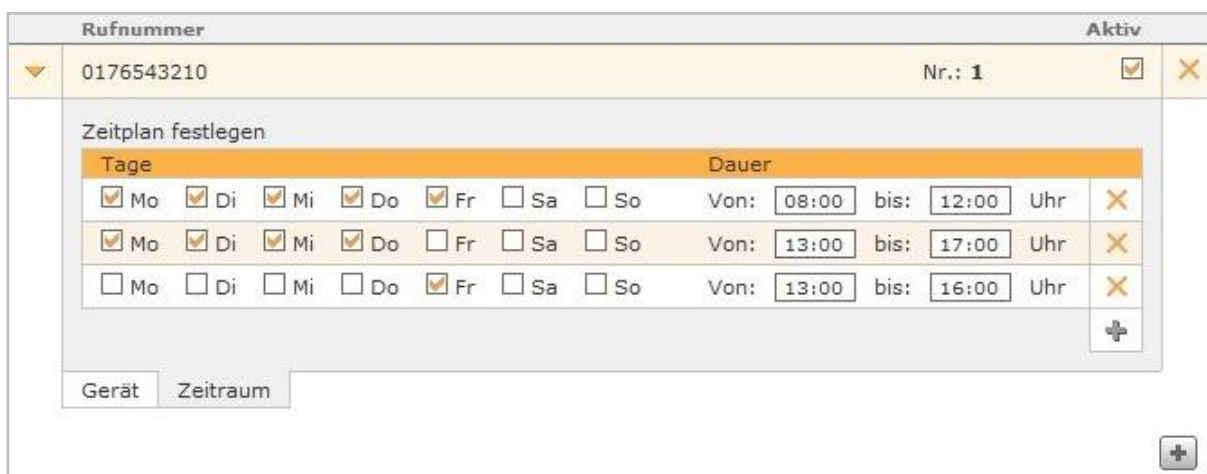 Rufnummer Aktiv
0176543210 Nr.: 1
Zeitplan festlegen
Tage Dauer
Mo Di Mi Do Fr Sa So Von: 08:00 bis: 12:00 Uhr
Mo Di Mi Do Fr Sa So Von: 13:00 bis: 17:00 Uhr
Mo Di Mi Do Fr Sa So Von: 13:00 bis: 16:00 Uhr
Gerät Zeitraum